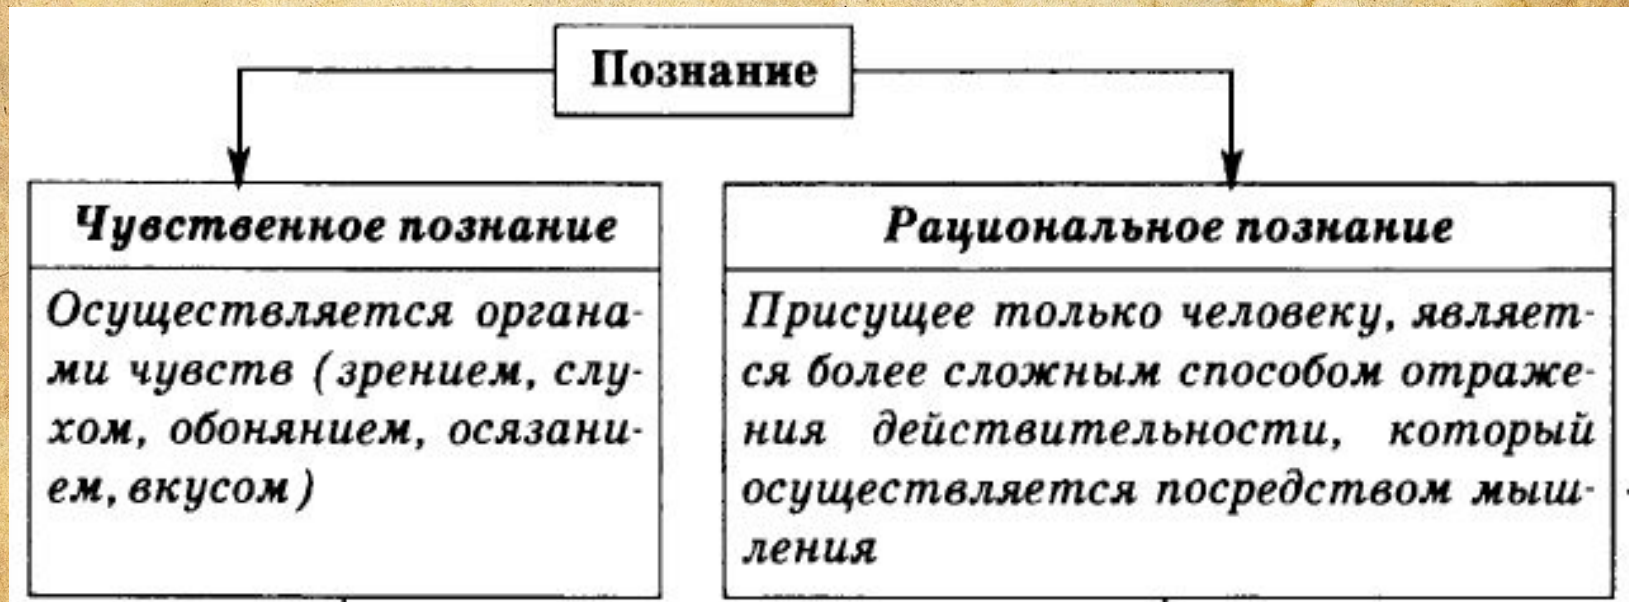 Познание
Чувственное познание
Осуществляется органа-
ми чувств (зрением, слу-
хом, обонянием, осязани-
ем, вкусом)
Рациональное познание
Присущее только человеку, являет-
ся более сложным способом отраже-
ния действительности, который
осуществляется посредством мыш-
ления